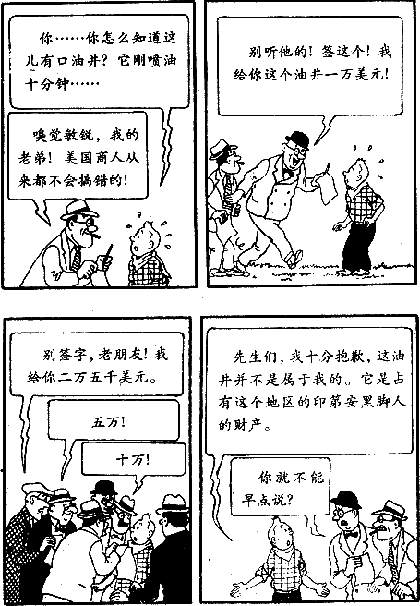 你……你怎么知道这
儿有口油井？它刚喷油
十分钟……
嗅觉敏锐，我的
老弟！美国商人从
来都不会搞错的！
别听他的！签这个！我
给你这个油井一万美元！
别签字，老朋友！我
给你二万五千美元。
五万！
十万！
先生们，我十分抱歉，这油
井并不是属于我的。它是占
有这个地区的印第安黑脚人
的财产。
你就不能
早点说？